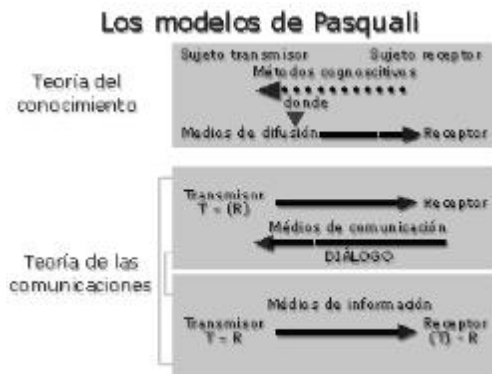 Los modelos de Pasquali
Teoría del
conocimiento
Sujeto transmisor Sujeto receptor
Métodos cognoscitivos
donde
Medios de difusión Receptor
Teoría de las
comunicaciones
Transmisor Receptor
T = (R)
Médios de comunicación
DIÁLOGO
Médios de información
Transmisor Receptor
T = R (T) - R